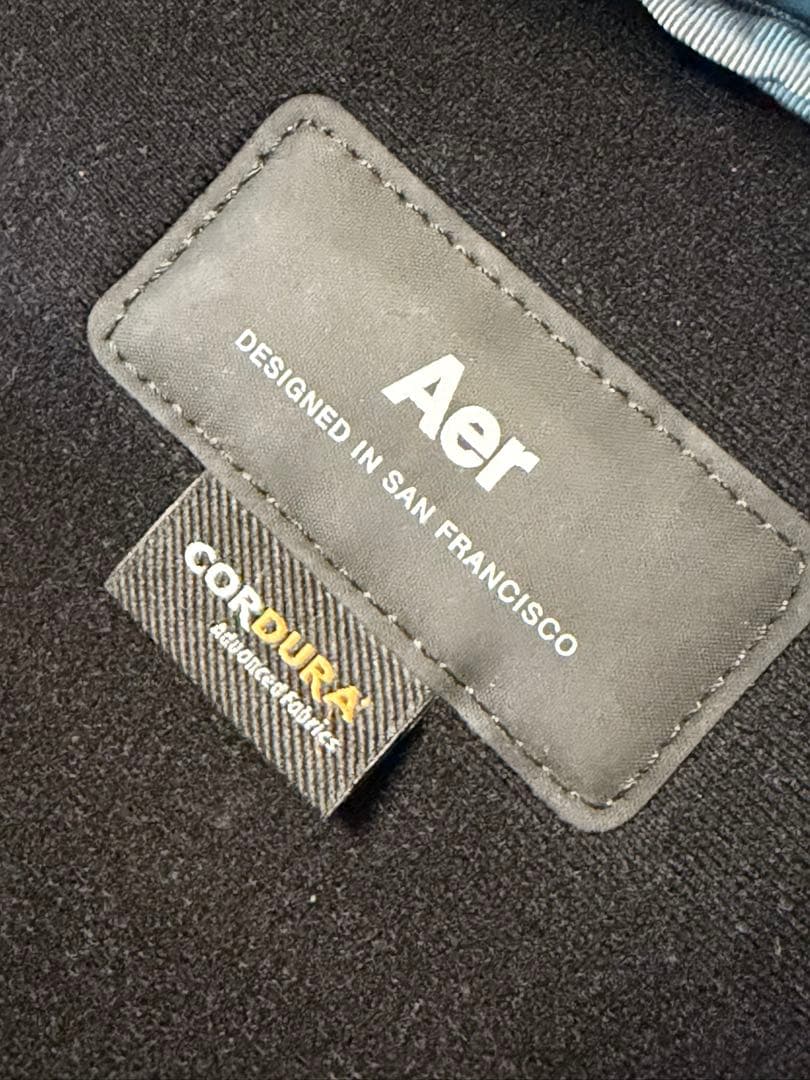 Aer
DESIGNED IN SAN FRANCISCO
CORDURA®
Advanced Fabrics